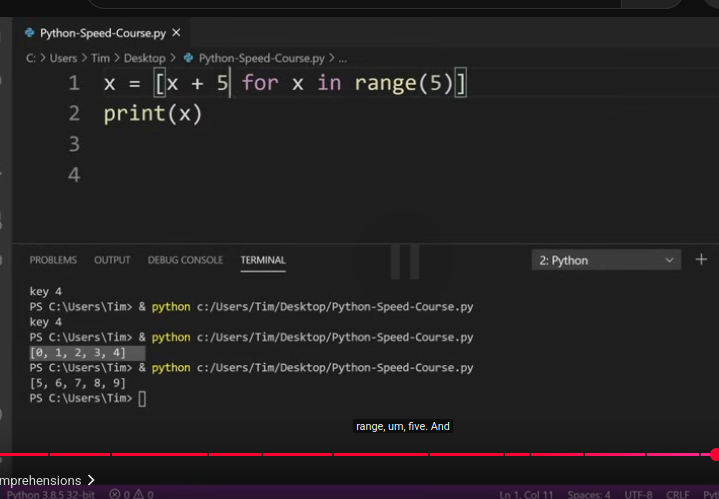 Python-Speed-Course.py ×
C: > Users > Tim > Desktop > Python-Speed-Course.py > ...
1 x = [x + 5 for x in range(5)]
2 print(x)
3
4
PROBLEMS OUTPUT DEBUG CONSOLE TERMINAL 2: Python
key 4
PS C:\Users\Tim> & python c:/Users/Tim/Desktop/Python-Speed-Course.py
key 4
PS C:\Users\Tim> & python c:/Users/Tim/Desktop/Python-Speed-Course.py
[0, 1, 2, 3, 4]
PS C:\Users\Tim> & python c:/Users/Tim/Desktop/Python-Speed-Course.py
[5, 6, 7, 8, 9]
PS C:\Users\Tim>
range, um, five. And
mprehensions >
Python 3.8.5 32-bit 0 0 Ln 1, Col 11 Spaces: 4 UTF-8 CRLF Pyt